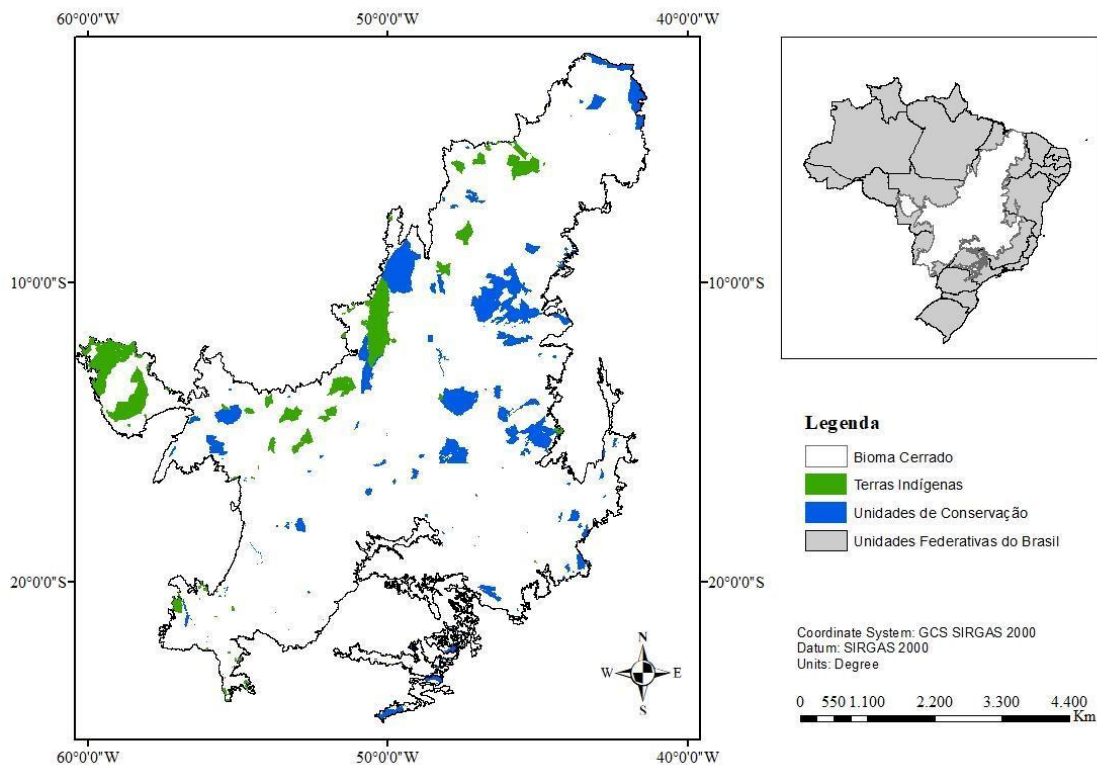 60°0'0"W 50°0'0"W 40°0'0"W
10°0'0"S 10°0'0"S
20°0'0"S 20°0'0"S
N
W E
S
60°0'0"W 50°0'0"W 40°0'0"W
Legenda
Bioma Cerrado
Terras Indígenas
Unidades de Conservação
Unidades Federativas do Brasil
Coordinate System: GCS SIRGAS 2000
Datum: SIRGAS 2000
Units: Degree
0 550 1.100 2.200 3.300 4.400
Km